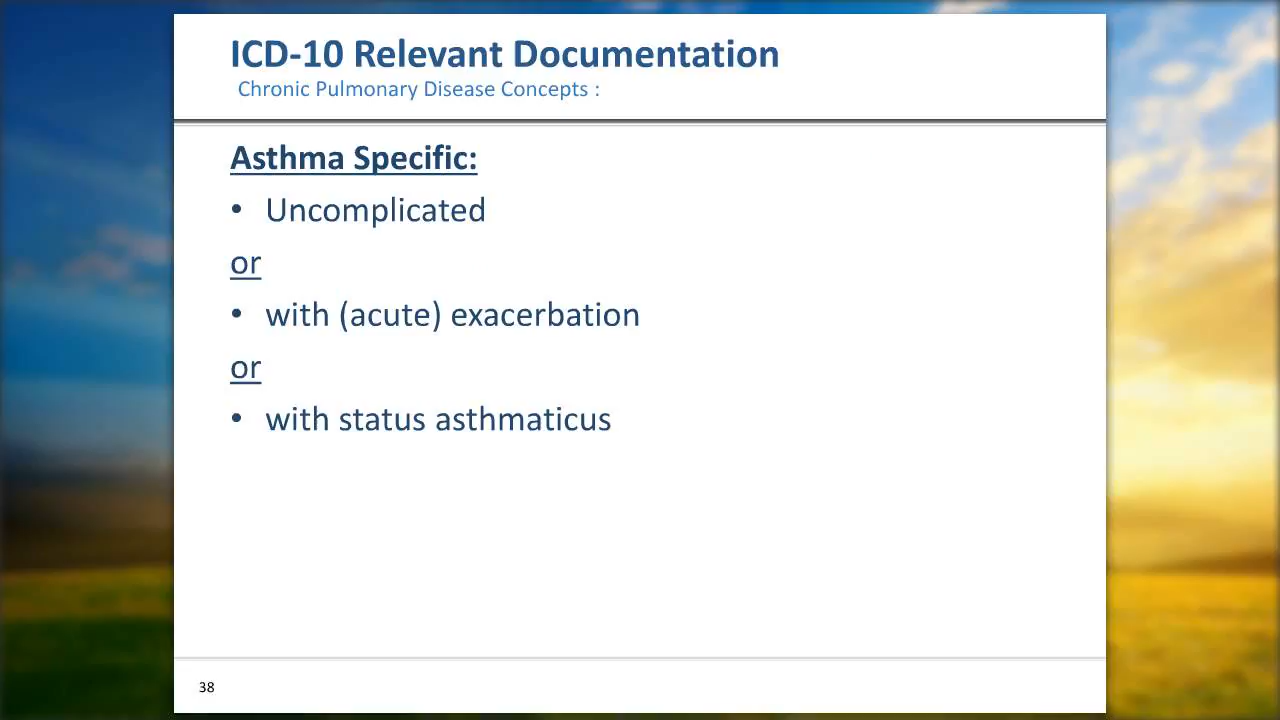 ICD-10 Relevant Documentation
Chronic Pulmonary Disease Concepts :
Asthma Specific:
• Uncomplicated
or
• with (acute) exacerbation
or
• with status asthmaticus
38